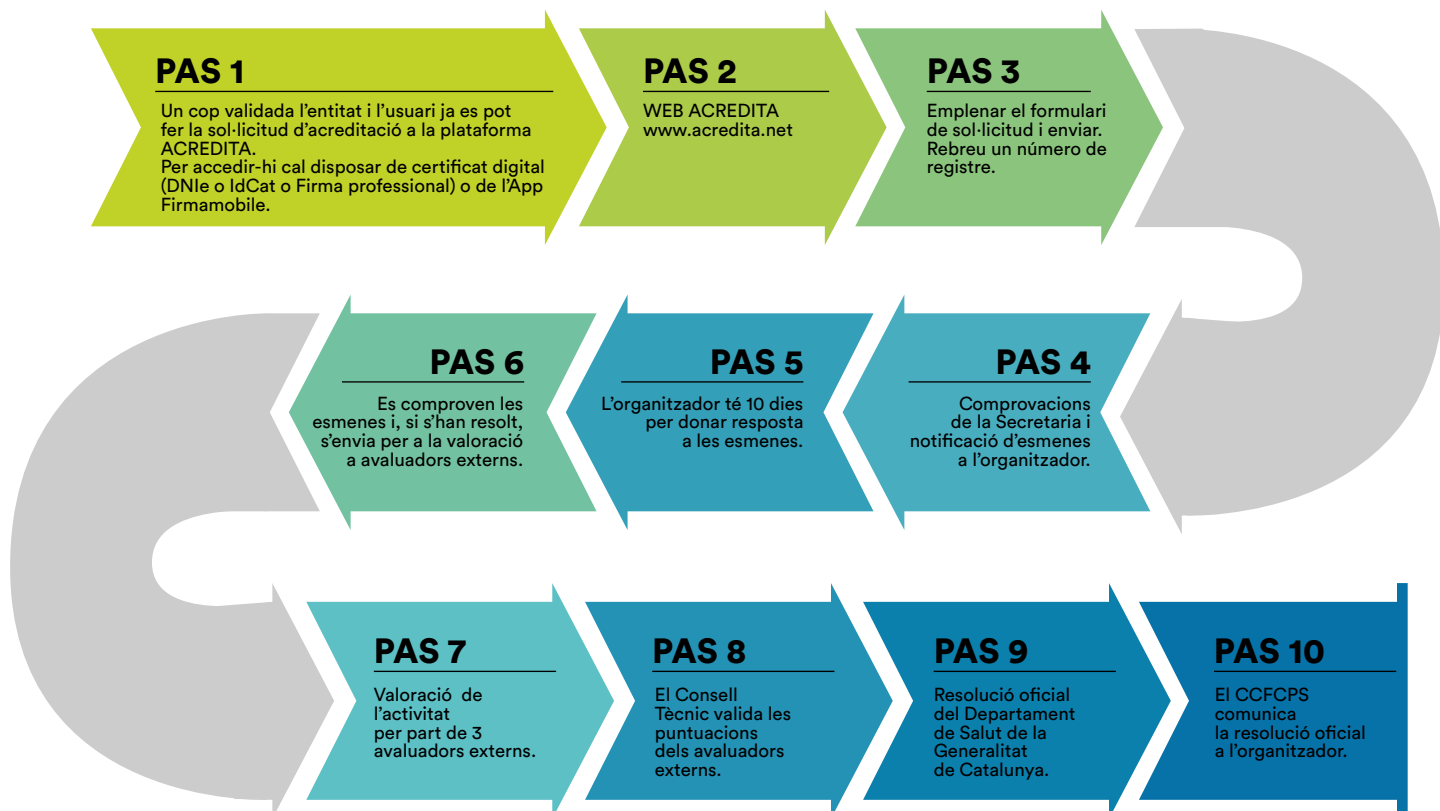 PAS 1
Un cop validada l’entitat i l’usuari ja es pot
fer la sol·licitud d’acreditació a la plataforma
ACREDITA.
Per accedir-hi cal disposar de certificat digital
(DNIe o IdCat o Firma professional) o de l’App
Firmamobile.
PAS 2
WEB ACREDITA
www.acredita.net
PAS 3
Emplenar el formulari
de sol·licitud i enviar.
Rebreu un número de
registre.
PAS 4
Comprovacions
de la Secretaria i
notificació d’esmenes
a l’organitzador.
PAS 5
L’organitzador té 10 dies
per donar resposta
a les esmenes.
PAS 6
Es comproven les
esmenes i, si s’han resolt,
s’envia per a la valoració
a avaluadors externs.
PAS 7
Valoració de
l’activitat
per part de 3
avaluadors externs.
PAS 8
El Consell
Tècnic valida les
puntuacions
dels avaluadors
externs.
PAS 9
Resolució oficial
del Departament
de Salut de la
Generalitat
de Catalunya.
PAS 10
El CCFCPS
comunica
la resolució oficial
a l’organitzador.